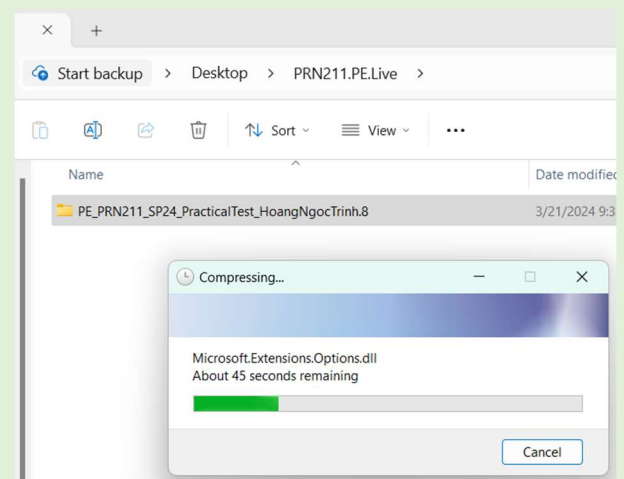 Start backup > Desktop > PRN211.PE.Live >
Sort View
Name Date modified
PE_PRN211_SP24_PracticalTest_HoangNgocTrinh.8 3/21/2024 9:3
Compressing...
Microsoft.Extensions.Options.dll
About 45 seconds remaining
Cancel